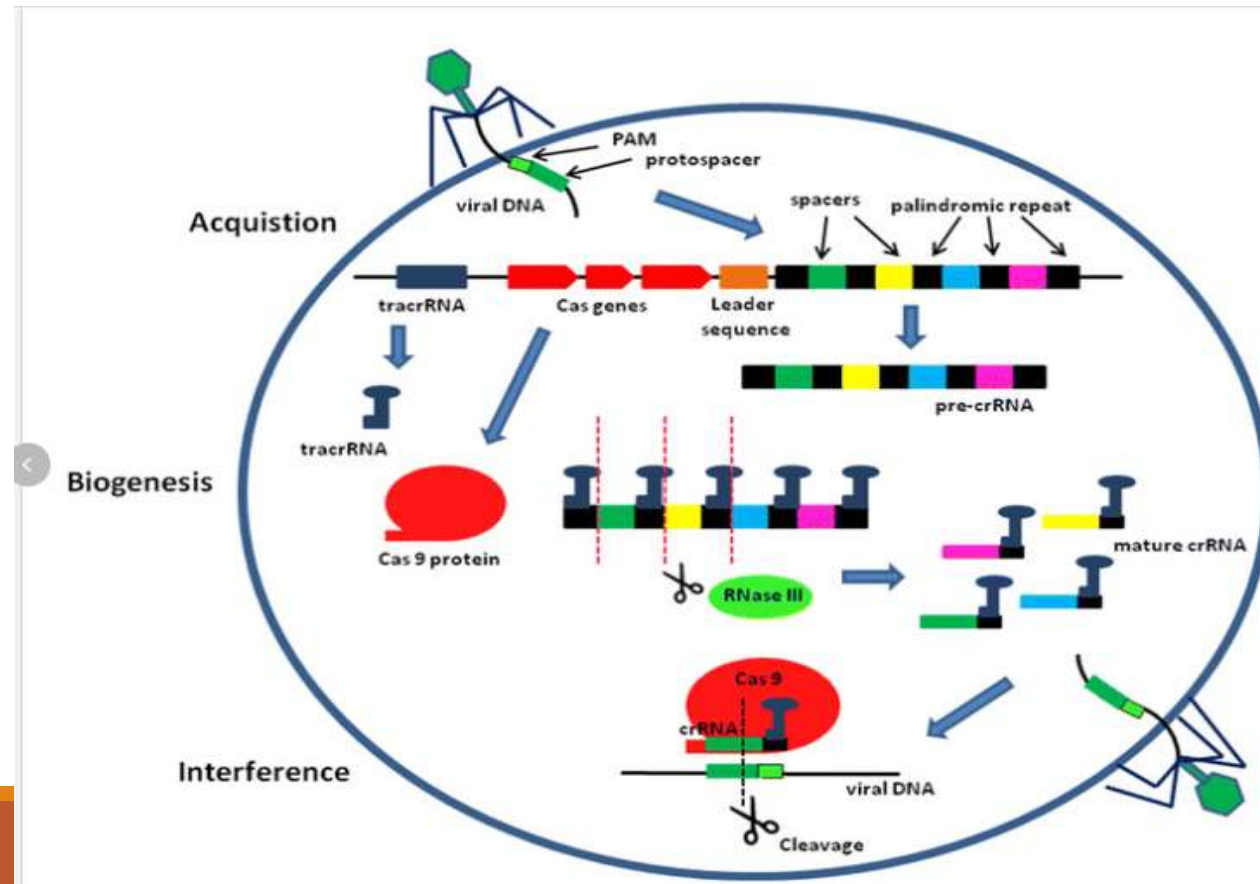 PAM
protospacer
viral DNA
Acquistion
spacers
palindromic repeat
tracrRNA
Cas genes
Leader
sequence
pre-crRNA
tracrRNA
Biogenesis
Cas 9 protein
RNase III
mature crRNA
Cas 9
crRNA
Interference
viral DNA
Cleavage